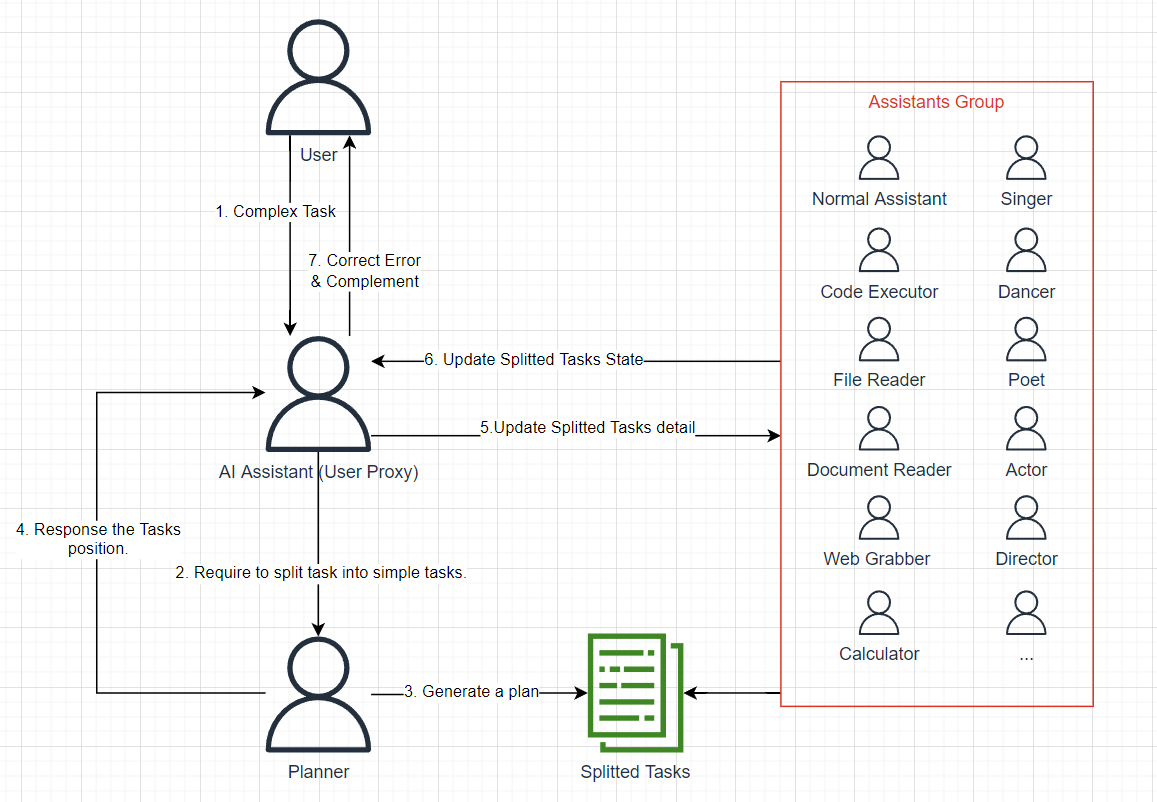 User
1. Complex Task
7. Correct Error
& Complement
6. Update Splitted Tasks State
5.Update Splitted Tasks detail
AI Assistant (User Proxy)
4. Response the Tasks
position.
2. Require to split task into simple tasks.
3. Generate a plan
Planner
Splitted Tasks
Assistants Group
Normal Assistant
Singer
Code Executor
Dancer
File Reader
Poet
Document Reader
Actor
Web Grabber
Director
Calculator
...